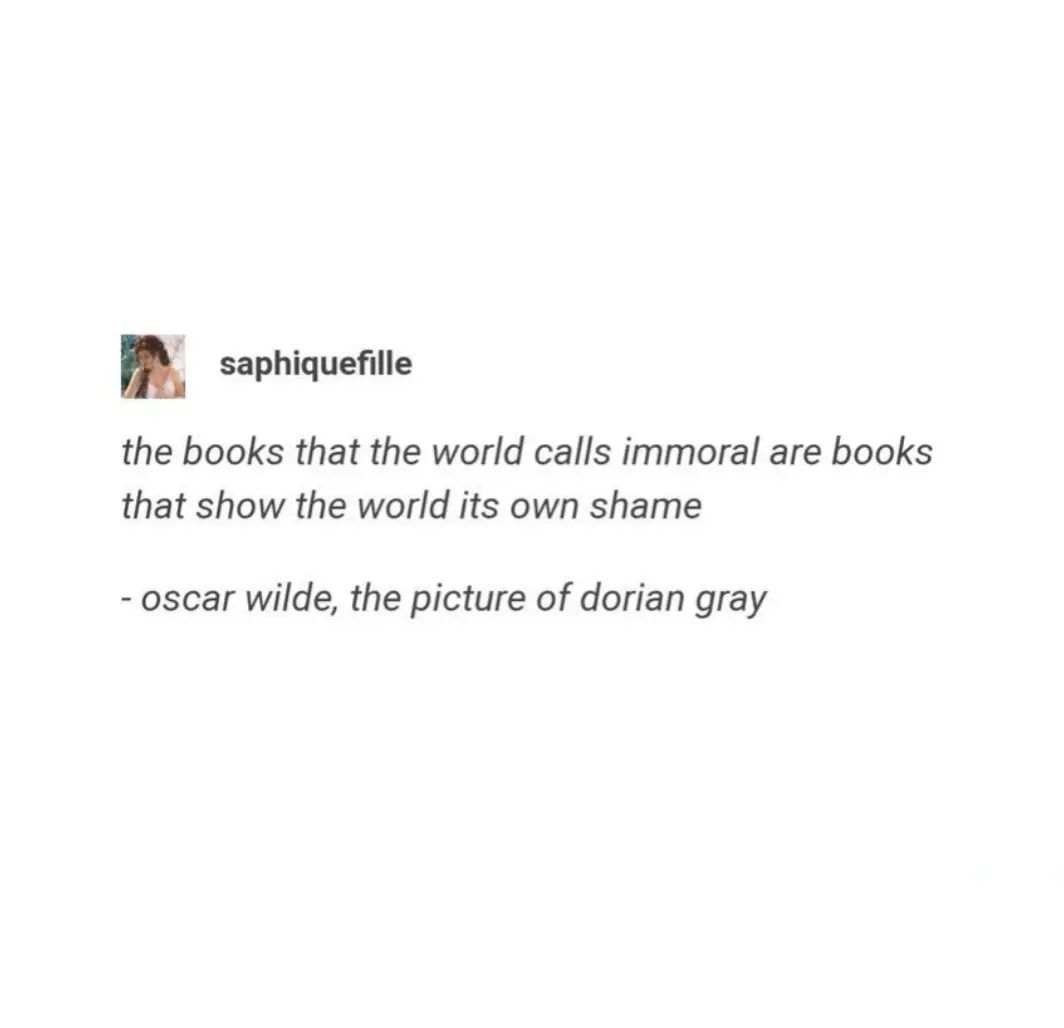 saphiquefille
the books that the world calls immoral are books
that show the world its own shame
- oscar wilde, the picture of dorian gray